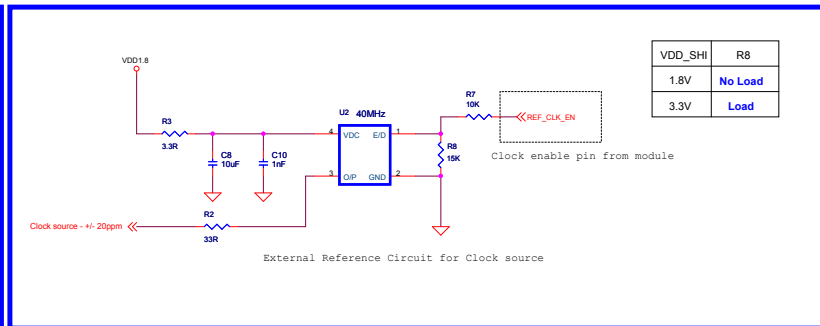 VDD_SHI R8
1.8V No Load
3.3V Load
VDD1.8
R3
3.3R
C8
10uF
C10
1nF
U2 40MHz
4 VDC E/D 1
3 O/P GND 2
R7
10K
REF_CLK_EN
R8
15K
Clock enable pin from module
R2
33R
Clock source - +/- 20ppm
External Reference Circuit for Clock source